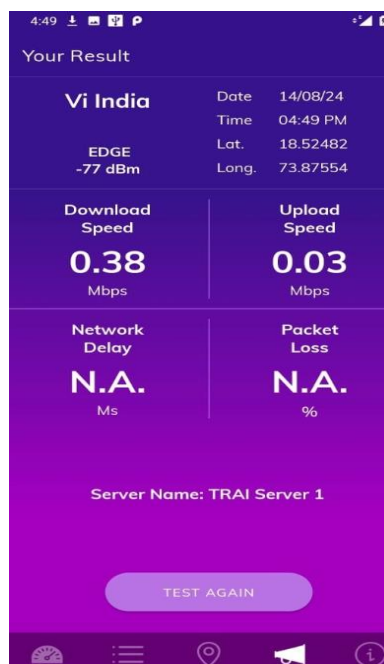 4:49
Your Result
Vi India
Date 14/08/24
Time 04:49 PM
EDGE
-77 dBm
Lat. 18.52482
Long. 73.87554
Download
Speed
0.38
Mbps
Upload
Speed
0.03
Mbps
Network
Delay
N.A.
Ms
Packet
Loss
N.A.
%
Server Name: TRAI Server 1
TEST AGAIN